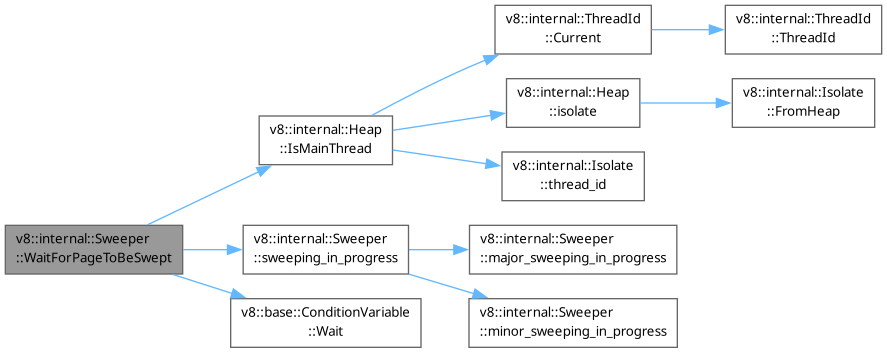 v8::internal::ThreadId
::Current
v8::internal::ThreadId
::ThreadId
v8::internal::Heap
::isolate
v8::internal::Isolate
::FromHeap
v8::internal::Heap
::IsMainThread
v8::internal::Isolate
::thread_id
v8::internal::Sweeper
::WaitForPageToBeSwept
v8::internal::Sweeper
::sweeping_in_progress
v8::internal::Sweeper
::major_sweeping_in_progress
v8::base::ConditionVariable
::Wait
v8::internal::Sweeper
::minor_sweeping_in_progress